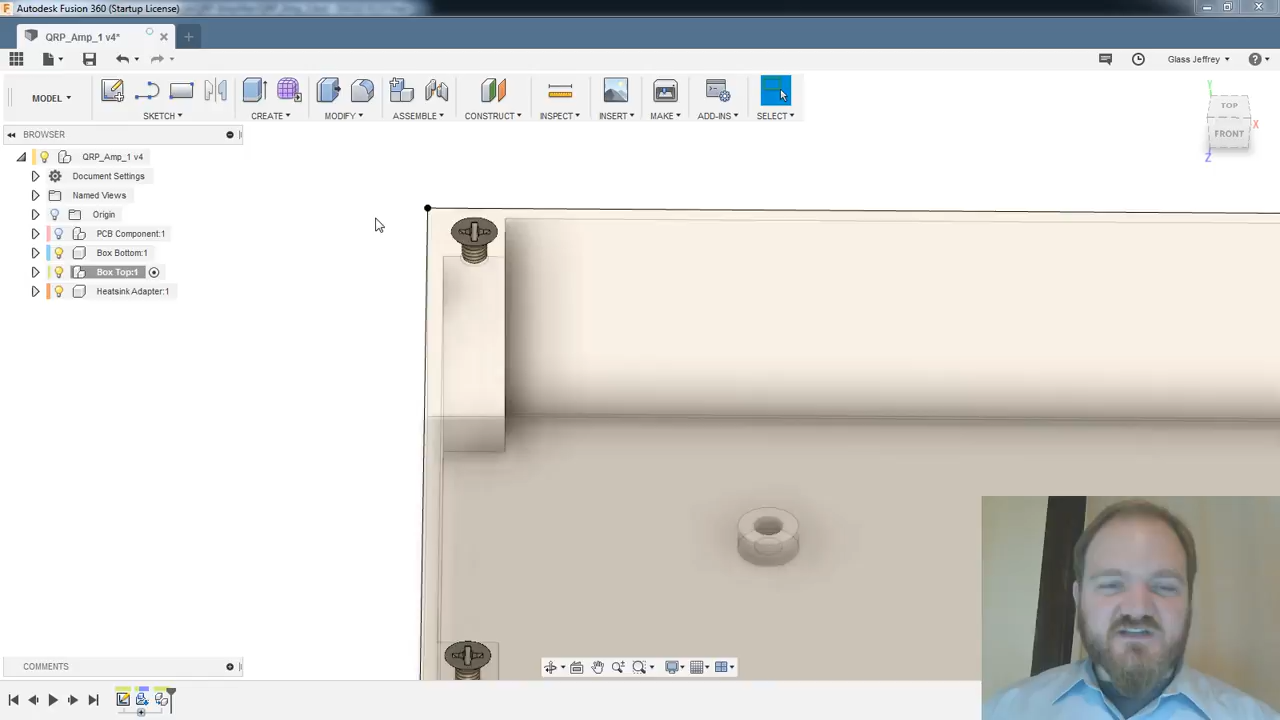 Autodesk Fusion 360 (Startup License)
QRP_Amp_1 v4*
Glass Jeffrey
MODEL
SKETCH
CREATE
MODIFY
ASSEMBLE
CONSTRUCT
INSPECT
INSERT
MAKE
ADD-INS
SELECT
TOP
FRONT
Y
X
Z
BROWSER
QRP_Amp_1 v4
Document Settings
Named Views
Origin
PCB Component:1
Box Bottom:1
Box Top:1
Heatsink Adapter:1
COMMENTS